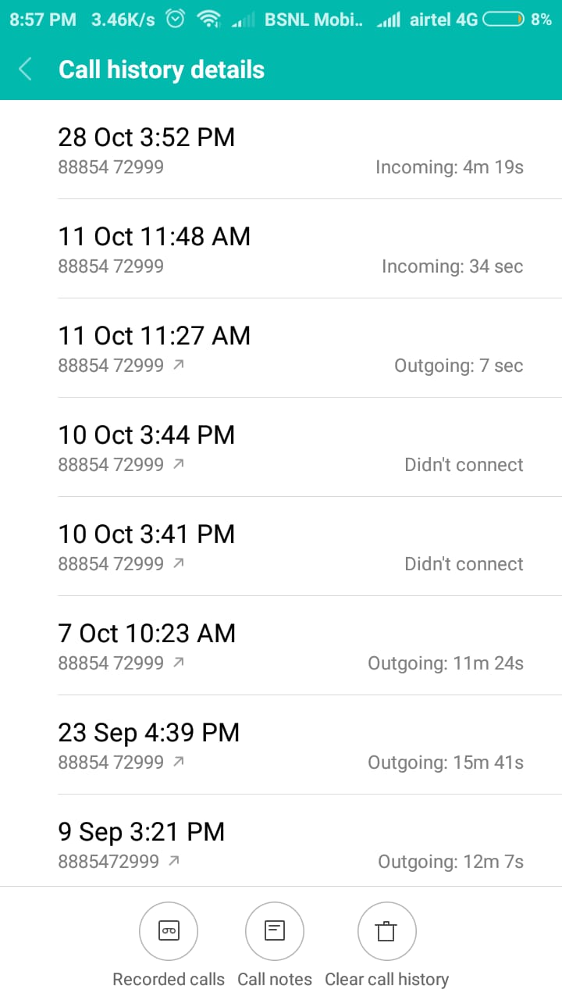 8:57 PM 3.46K/s BSNL Mobi.. airtel 4G 8%
Call history details
28 Oct 3:52 PM
88854 72999 Incoming: 4m 19s
11 Oct 11:48 AM
88854 72999 Incoming: 34 sec
11 Oct 11:27 AM
88854 72999 Outgoing: 7 sec
10 Oct 3:44 PM
88854 72999 Didn't connect
10 Oct 3:41 PM
88854 72999 Didn't connect
7 Oct 10:23 AM
88854 72999 Outgoing: 11m 24s
23 Sep 4:39 PM
88854 72999 Outgoing: 15m 41s
9 Sep 3:21 PM
8885472999 Outgoing: 12m 7s
Recorded calls Call notes Clear call history